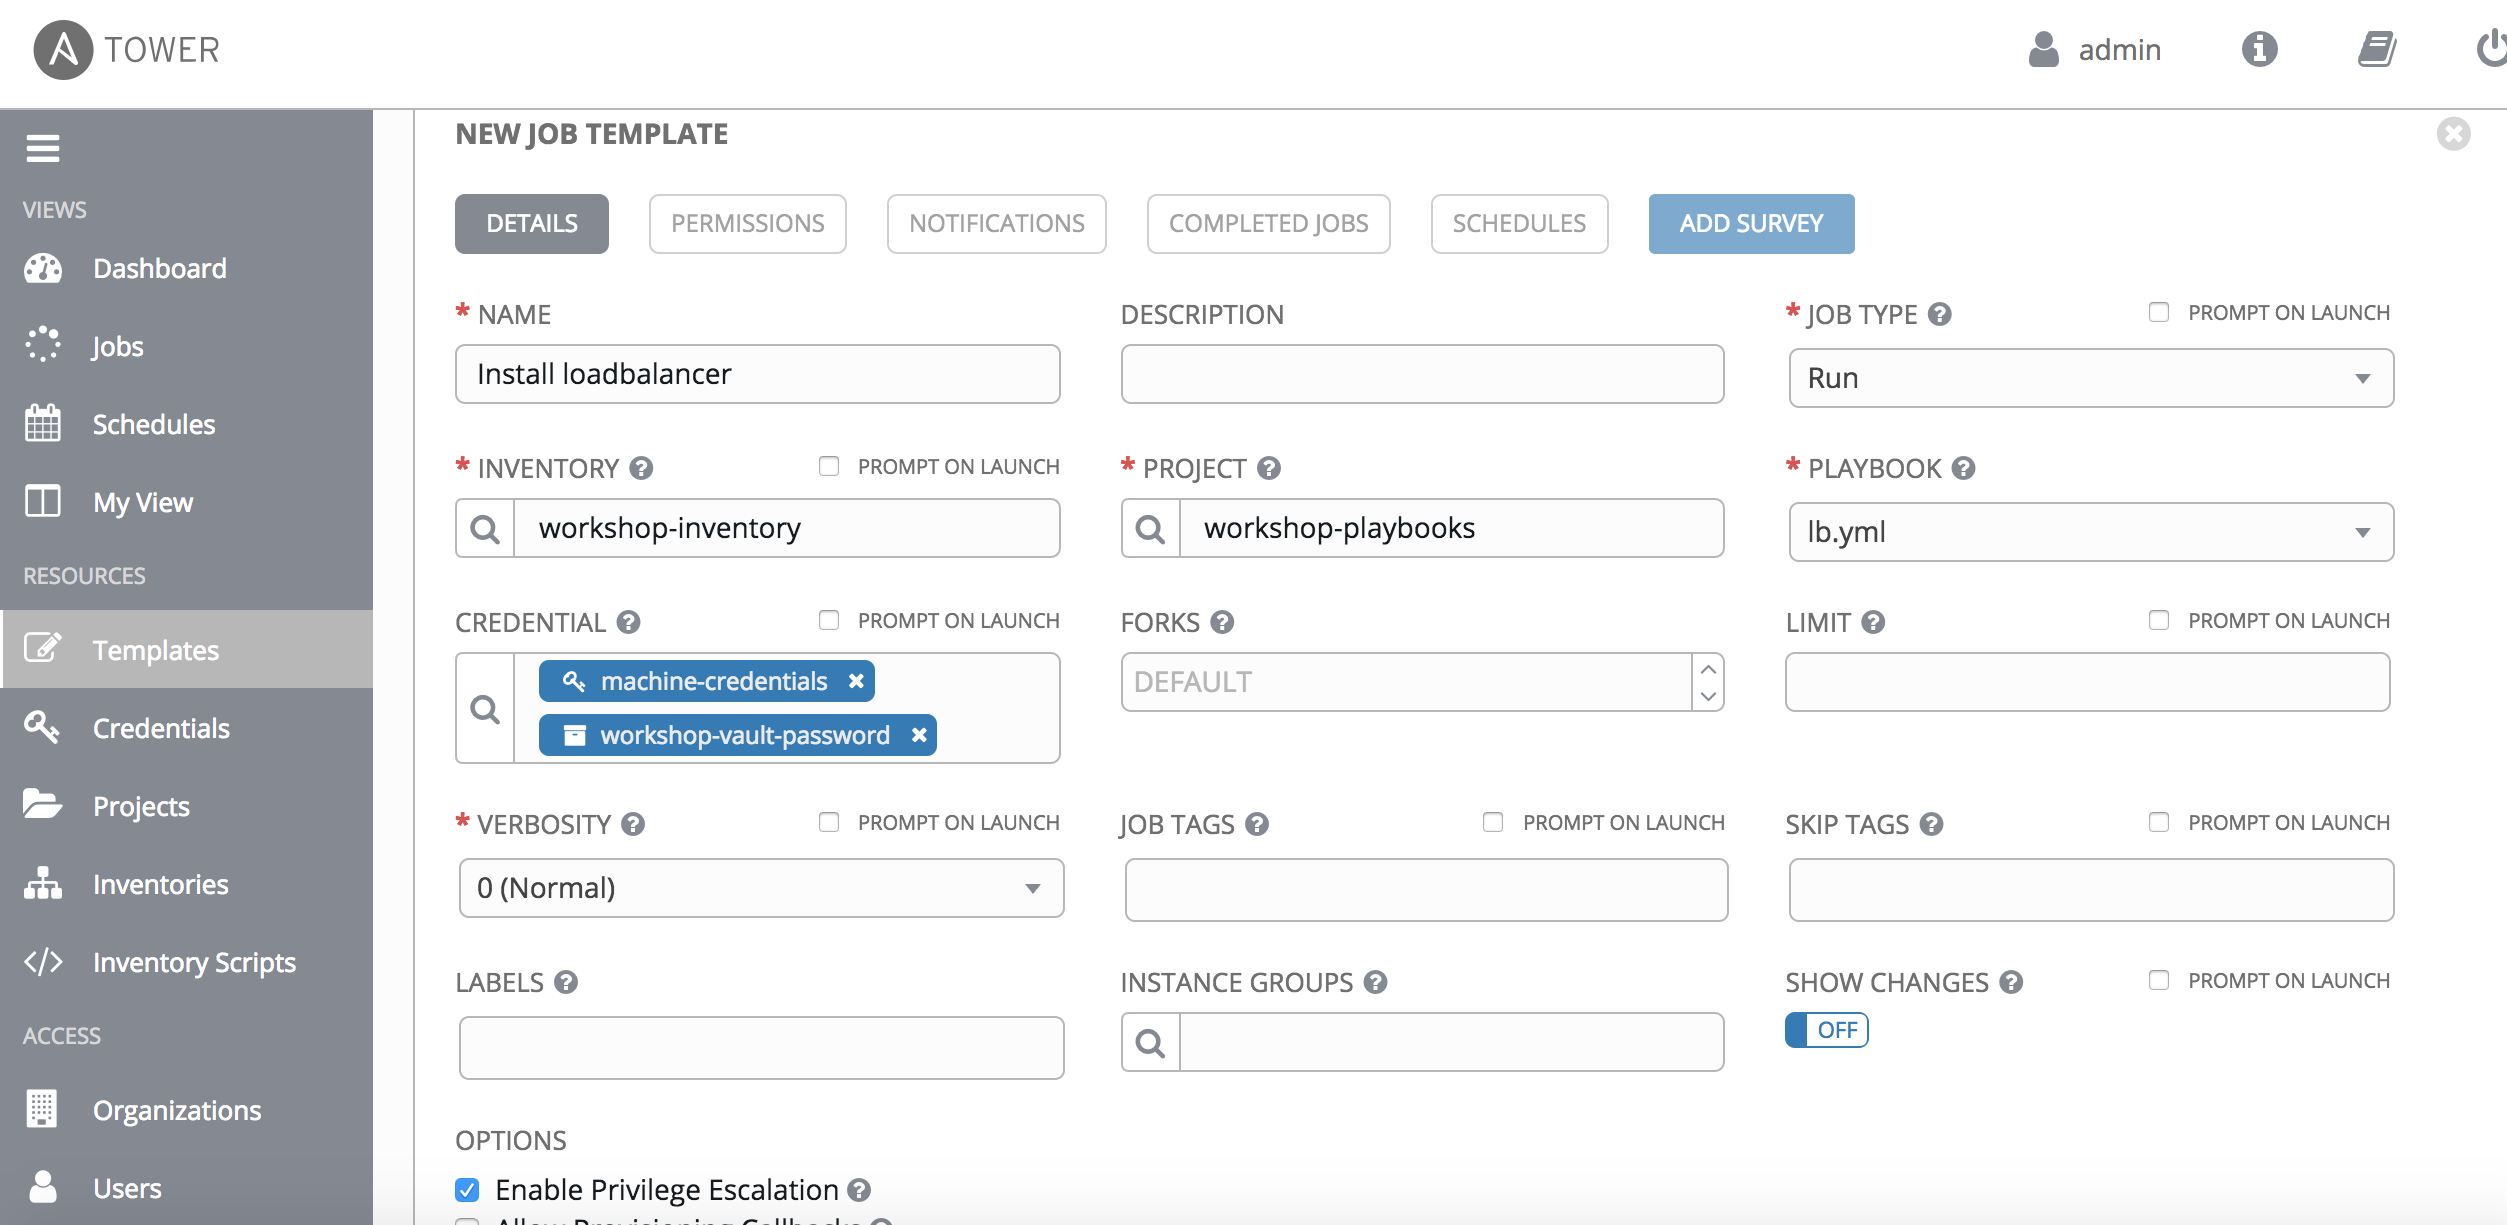 TOWER
admin
VIEWS
Dashboard
Jobs
Schedules
My View
RESOURCES
Templates
Credentials
Projects
Inventories
Inventory Scripts
ACCESS
Organizations
Users
NEW JOB TEMPLATE
DETAILS PERMISSIONS NOTIFICATIONS COMPLETED JOBS SCHEDULES ADD SURVEY
* NAME
Install loadbalancer
DESCRIPTION
* JOB TYPE PROMPT ON LAUNCH
Run
* INVENTORY PROMPT ON LAUNCH
workshop-inventory
* PROJECT
workshop-playbooks
* PLAYBOOK
lb.yml
CREDENTIAL PROMPT ON LAUNCH
machine-credentials
workshop-vault-password
FORKS
DEFAULT
LIMIT PROMPT ON LAUNCH
* VERBOSITY PROMPT ON LAUNCH
0 (Normal)
JOB TAGS PROMPT ON LAUNCH
SKIP TAGS PROMPT ON LAUNCH
LABELS
INSTANCE GROUPS
SHOW CHANGES PROMPT ON LAUNCH
OFF
OPTIONS
Enable Privilege Escalation
Allow Provisioning Callbacks